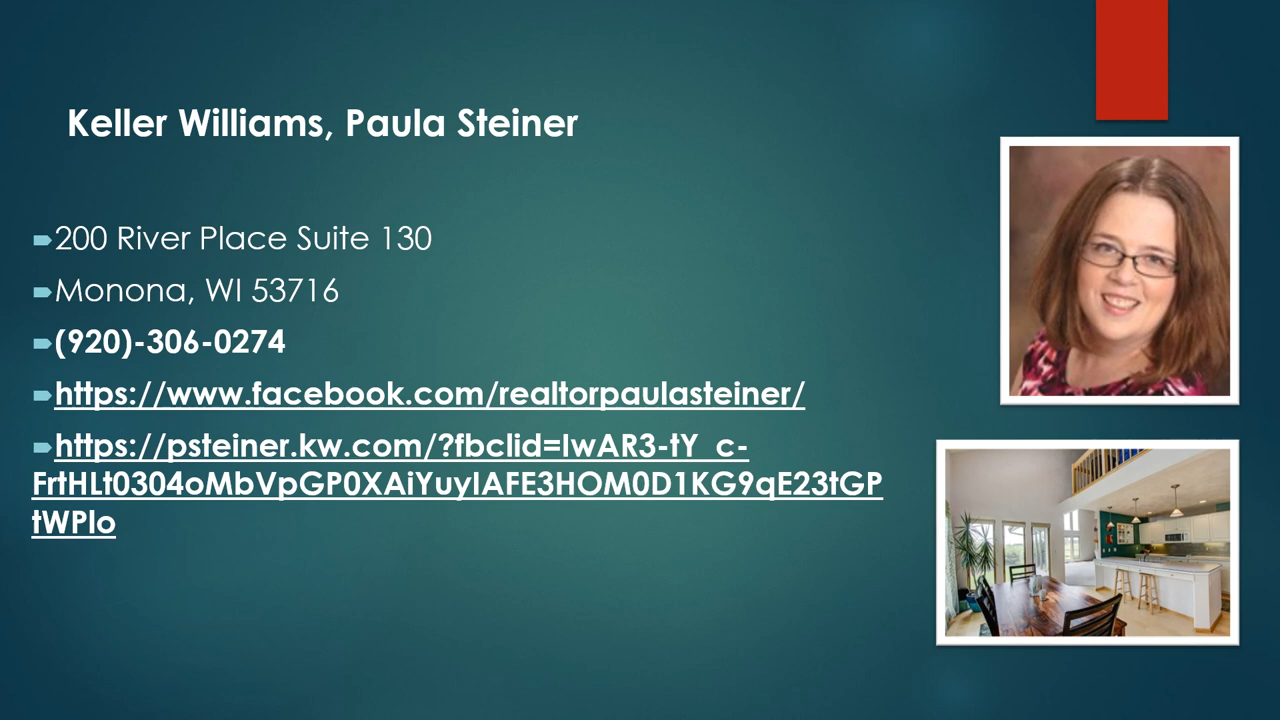 Keller Williams, Paula Steiner
200 River Place Suite 130
Monona, WI 53716
(920)-306-0274
https://www.facebook.com/realtorpaulasteiner/
https://psteiner.kw.com/?fbclid=IwAR3-tY_c-
FrtHLt0304oMbVpGP0XAiYuyIAFE3HOM0D1KG9qE23tGP
tWPlo